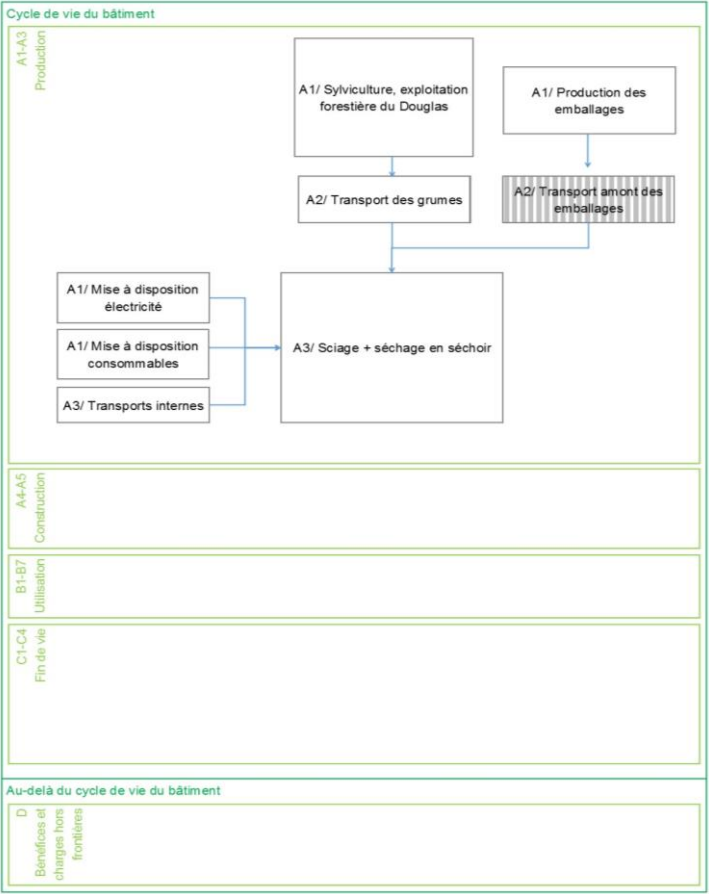 Cycle de vie du bâtiment
A1-A3
Production
A1/ Sylviculture, exploitation
forestière du Douglas
A1/ Production des
emballages
A2/ Transport des grumes
A2/ Transport amont des
emballages
A1/ Mise à disposition
électricité
A1/ Mise à disposition
consommables
A3/ Transports internes
A3/ Sciage + séchage en séchoir
A4-A5
Construction
B1-B7
Utilisation
C1-C4
Fin de vie
Au-delà du cycle de vie du bâtiment
D
Bénéfices et
charges hors
frontières